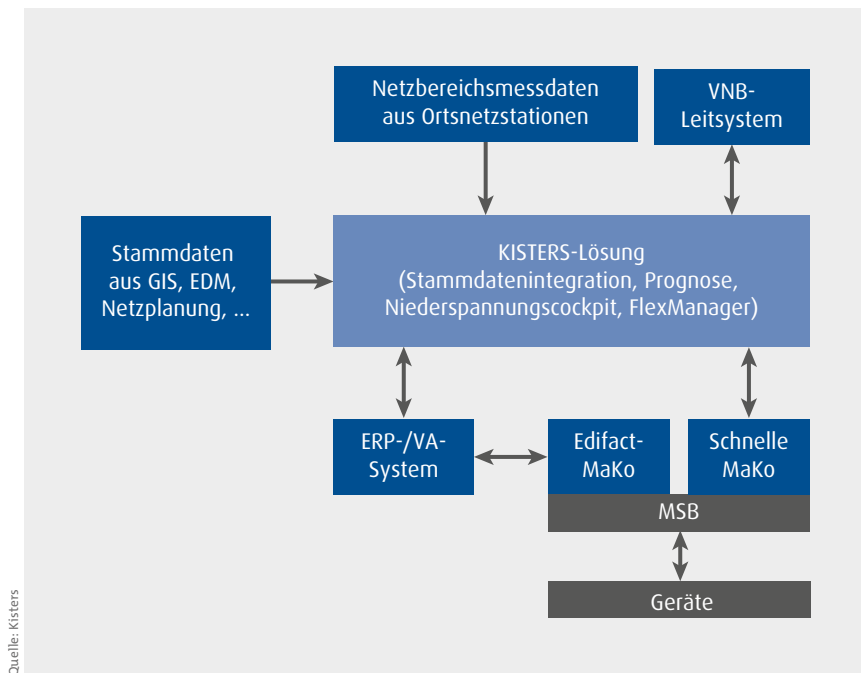 Netzbereichsmessdaten
aus Ortsnetzstationen
VNB-
Leitsystem
Stammdaten
aus GIS, EDM,
Netzplanung, ...
KISTERS-Lösung
(Stammdatenintegration, Prognose,
Niederspannungscockpit, FlexManager)
ERP-/VA-
System
Edifact-
MaKo
Schnelle
MaKo
MSB
Geräte
Quelle: Kisters